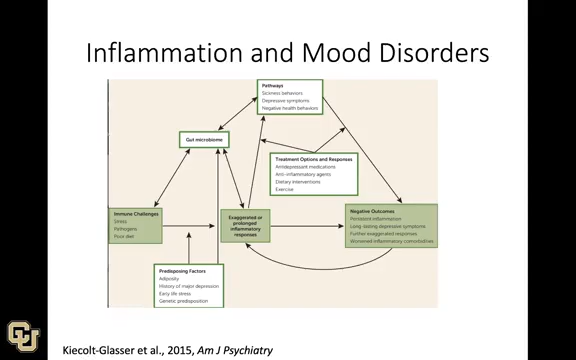 Inflammation and Mood Disorders
Pathways
Sickness behaviors
Depressive symptoms
Negative health behaviors
Gut microbiome
Treatment Options and Responses
Antidepressant medications
Anti-inflammatory agents
Dietary interventions
Exercise
Immune Challenges
Stress
Pathogens
Poor diet
Exaggerated or
prolonged
inflammatory
responses
Negative Outcomes
Persistent inflammation
Long-lasting depressive symptoms
Further exaggerated responses
Worsened inflammatory comorbidities
Predisposing Factors
Adiposity
History of major depression
Early life stress
Genetic predisposition
CU
Kiecolt-Glasser et al., 2015, Am J Psychiatry